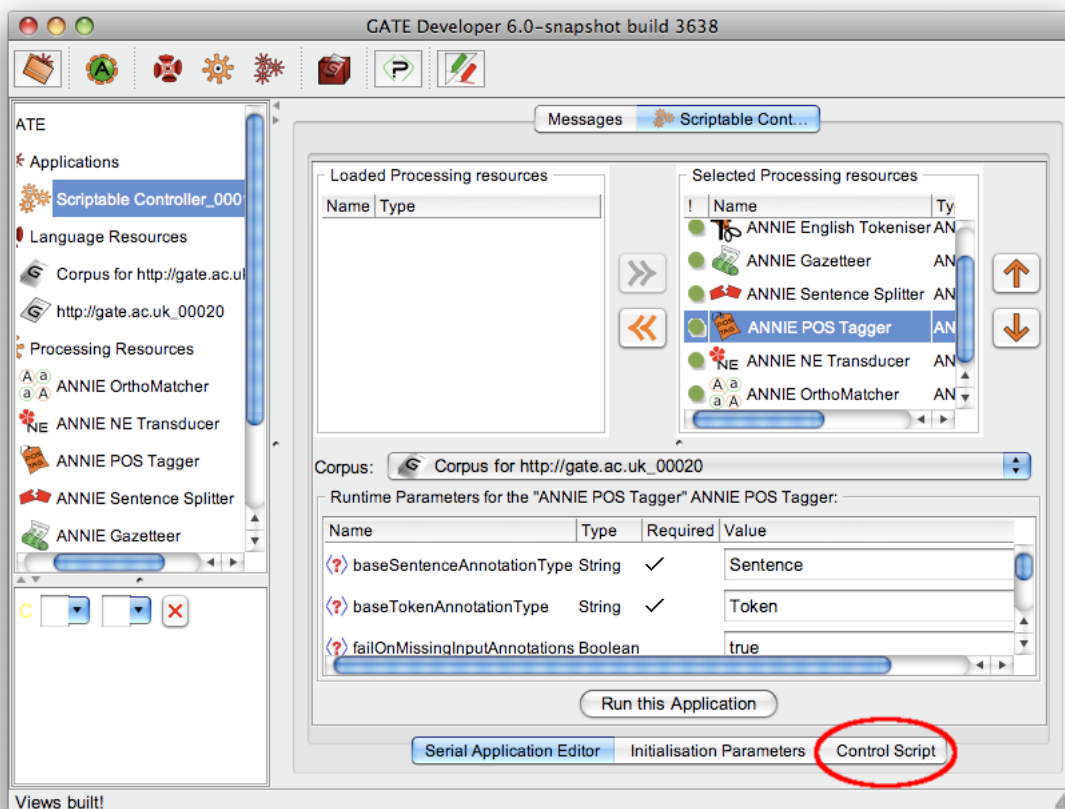 GATE Developer 6.0-snapshot build 3638
ATE
Applications
Scriptable Controller_000
Language Resources
Corpus for http://gate.ac.uk
http://gate.ac.uk_00020
Processing Resources
ANNIE OrthoMatcher
ANNIE NE Transducer
ANNIE POS Tagger
ANNIE Sentence Splitter
ANNIE Gazetteer
C
Messages Scriptable Cont...
Loaded Processing resources
Name Type
Selected Processing resources
! Name Ty
ANNIE English Tokeniser AN
ANNIE Gazetteer AN
ANNIE Sentence Splitter AN
ANNIE POS Tagger AN
ANNIE NE Transducer AN
ANNIE OrthoMatcher AN
Corpus: Corpus for http://gate.ac.uk_00020
Runtime Parameters for the "ANNIE POS Tagger" ANNIE POS Tagger:
Name Type Required Value
<?> baseSentenceAnnotationType String ✓ Sentence
<?> baseTokenAnnotationType String ✓ Token
<?> failOnMissingInputAnnotations Boolean true
Run this Application
Serial Application Editor Initialisation Parameters Control Script
Views built!